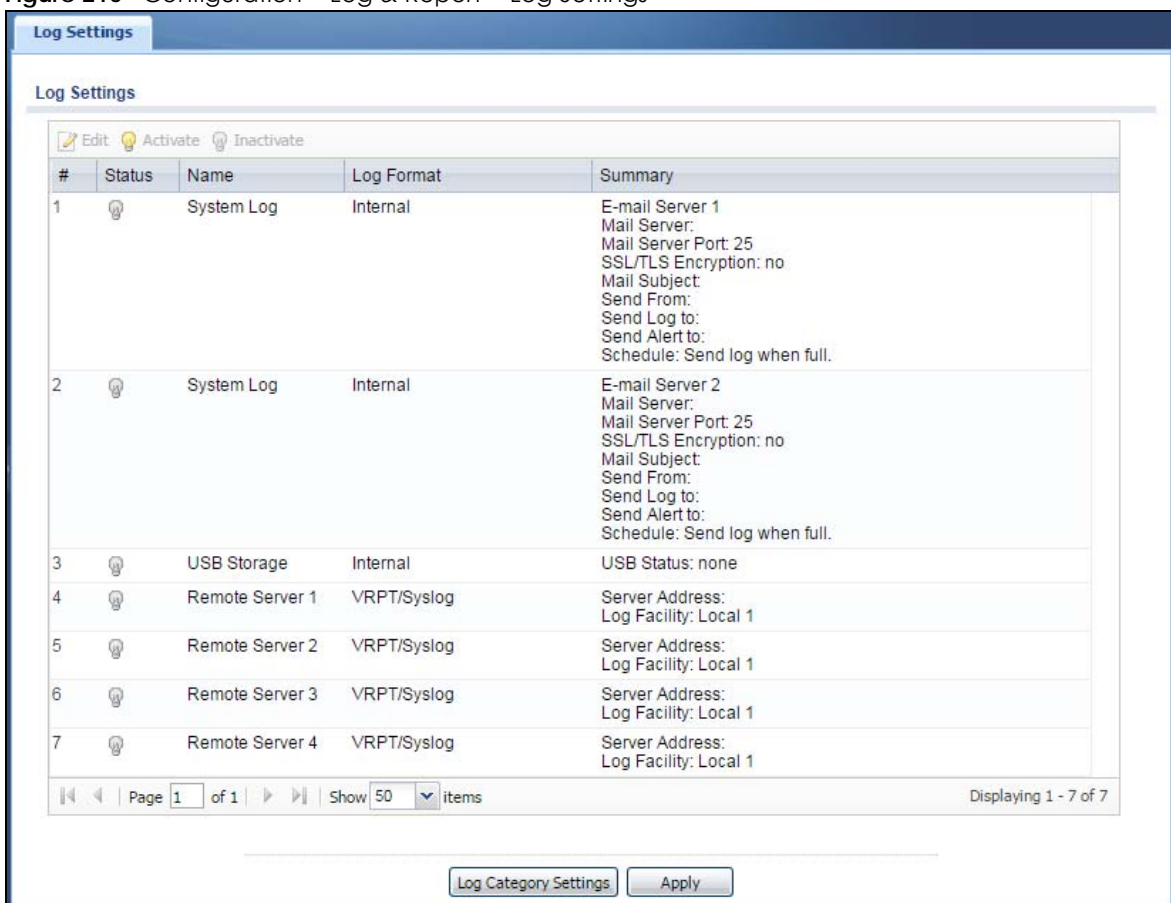 Log Settings
Log Settings
Edit Activate Inactivate
# Status Name Log Format Summary
1 System Log Internal E-mail Server 1
Mail Server:
Mail Server Port: 25
SSL/TLS Encryption: no
Mail Subject:
Send From:
Send Log to:
Send Alert to:
Schedule: Send log when full.
2 System Log Internal E-mail Server 2
Mail Server:
Mail Server Port: 25
SSL/TLS Encryption: no
Mail Subject:
Send From:
Send Log to:
Send Alert to:
Schedule: Send log when full.
3 USB Storage Internal USB Status: none
4 Remote Server 1 VRPT/Syslog Server Address:
Log Facility: Local 1
5 Remote Server 2 VRPT/Syslog Server Address:
Log Facility: Local 1
6 Remote Server 3 VRPT/Syslog Server Address:
Log Facility: Local 1
7 Remote Server 4 VRPT/Syslog Server Address:
Log Facility: Local 1
Page 1 of 1 Show 50 items Displaying 1 - 7 of 7
Log Category Settings Apply